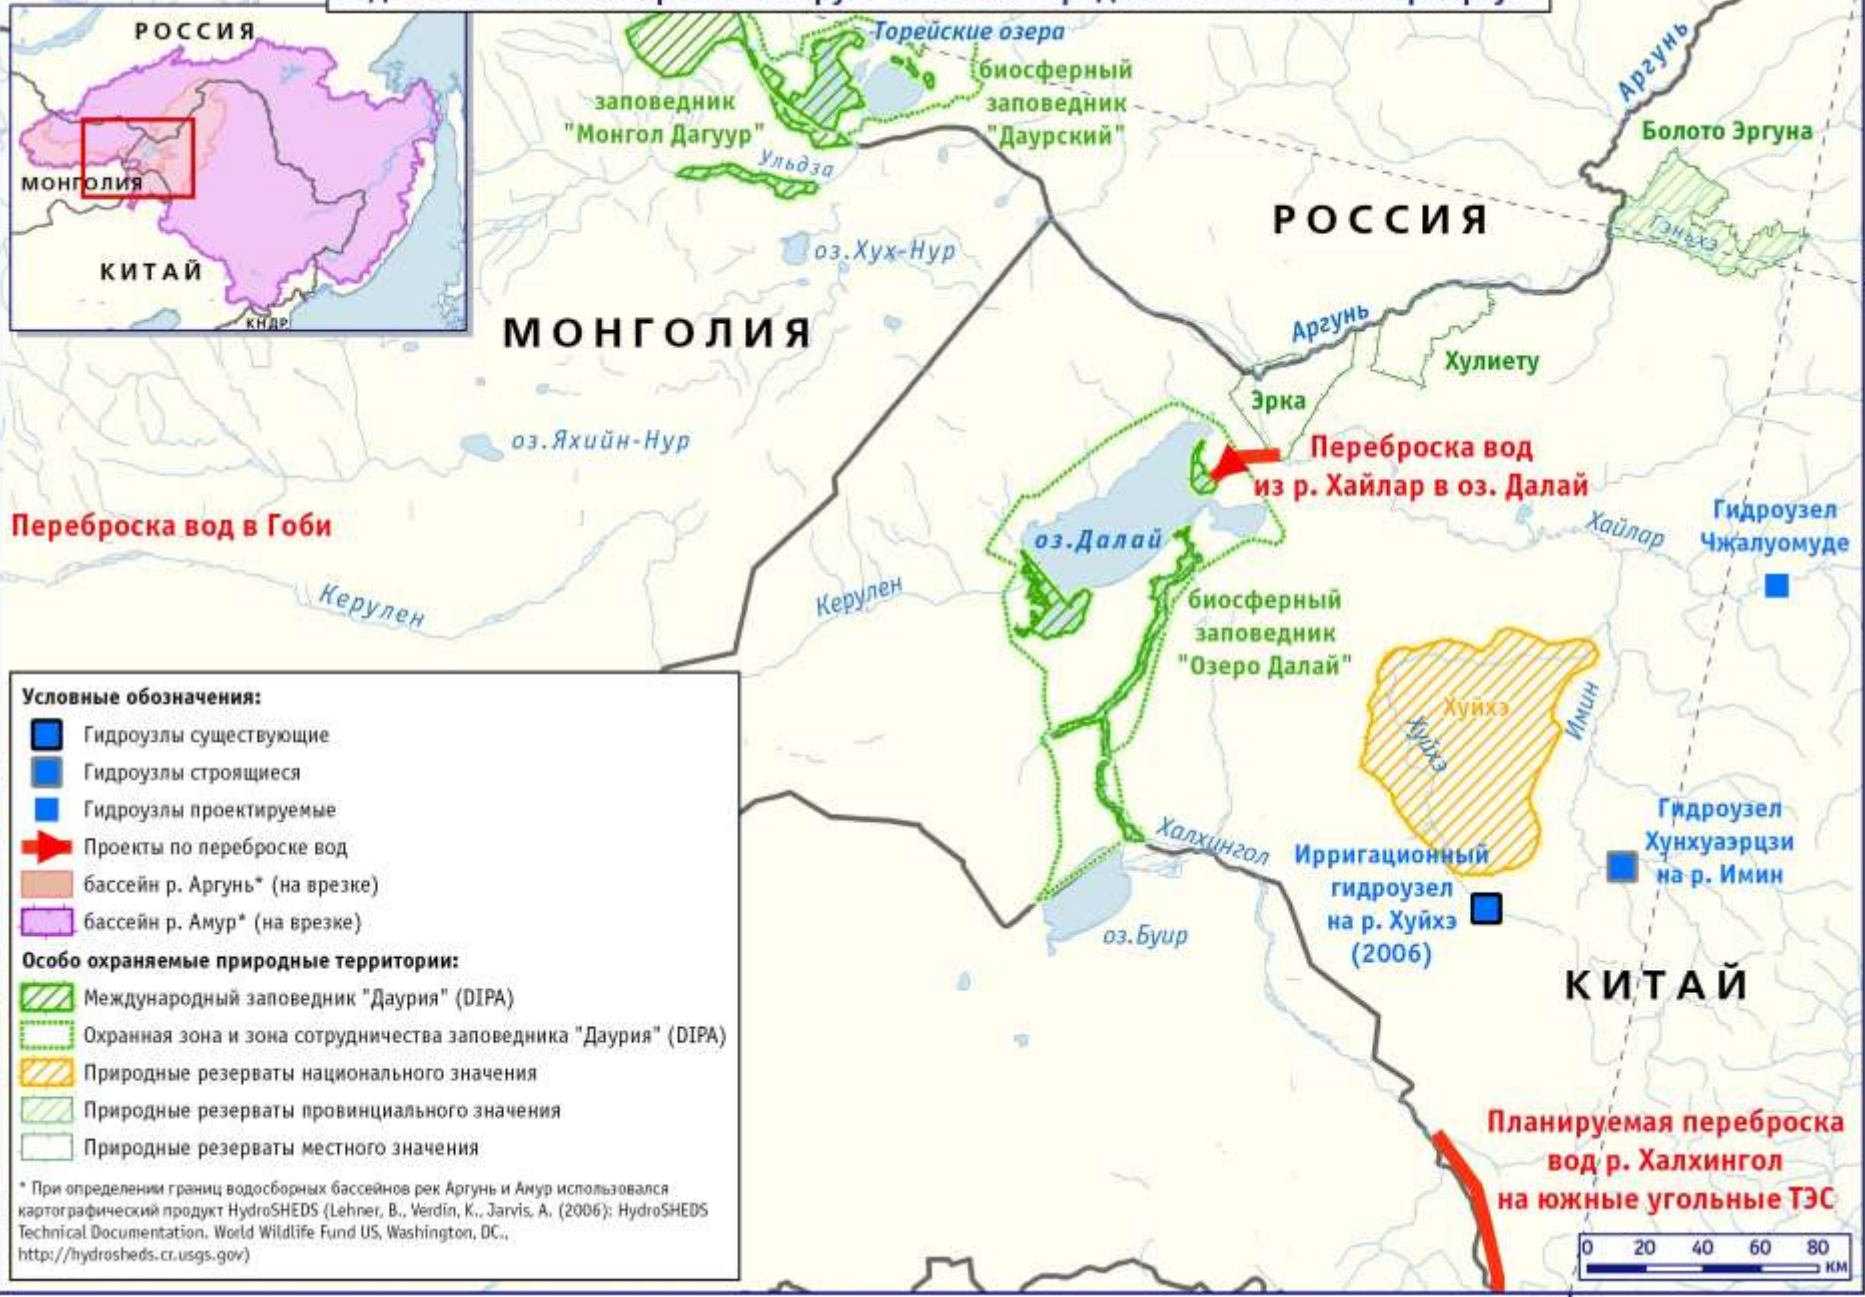 РОССИЯ
МОНГОЛИЯ
КИТАЙ
КНДР
Торейские озера
заповедник
"Монгол Дагуур"
биосферный
заповедник
"Даурский"
Ульдза
Аргунь
Болото Эргуна
Гэньхэ
РОССИЯ
оз.Хух-Нур
МОНГОЛИЯ
Аргунь
Хулиету
Эрка
оз.Яхийн-Нур
Переброска вод
из р. Хайлар в оз. Далай
Переброска вод в Гоби
Хайлар
Гидроузел
Чжалуомуде
оз.Далай
Керулен
Керулен
биосферный
заповедник
"Озеро Далай"
Хуйхэ
Хуйхэ
Имин
Халхингол
Ирригационный
гидроузел
на р. Хуйхэ
(2006)
Гидроузел
Хунхуаэрцзи
на р. Имин
оз.Буир
КИТАЙ
Планируемая переброска
вод р. Халхингол
на южные угольные ТЭС
0 20 40 60 80
км
Условные обозначения:
Гидроузлы существующие
Гидроузлы строящиеся
Гидроузлы проектируемые
Проекты по переброске вод
бассейн р. Аргунь* (на врезке)
бассейн р. Амур* (на врезке)
Особо охраняемые природные территории:
Международный заповедник "Даурия" (DIPA)
Охранная зона и зона сотрудничества заповедника "Даурия" (DIPA)
Природные резерваты национального значения
Природные резерваты провинциального значения
Природные резерваты местного значения
* При определении границ водосборных бассейнов рек Аргунь и Амур использовался
картографический продукт HydroSHEDS (Lehner, B., Verdin, K., Jarvis, A. (2006): HydroSHEDS
Technical Documentation. World Wildlife Fund US, Washington, DC.,
http://hydrosheds.cr.usgs.gov)